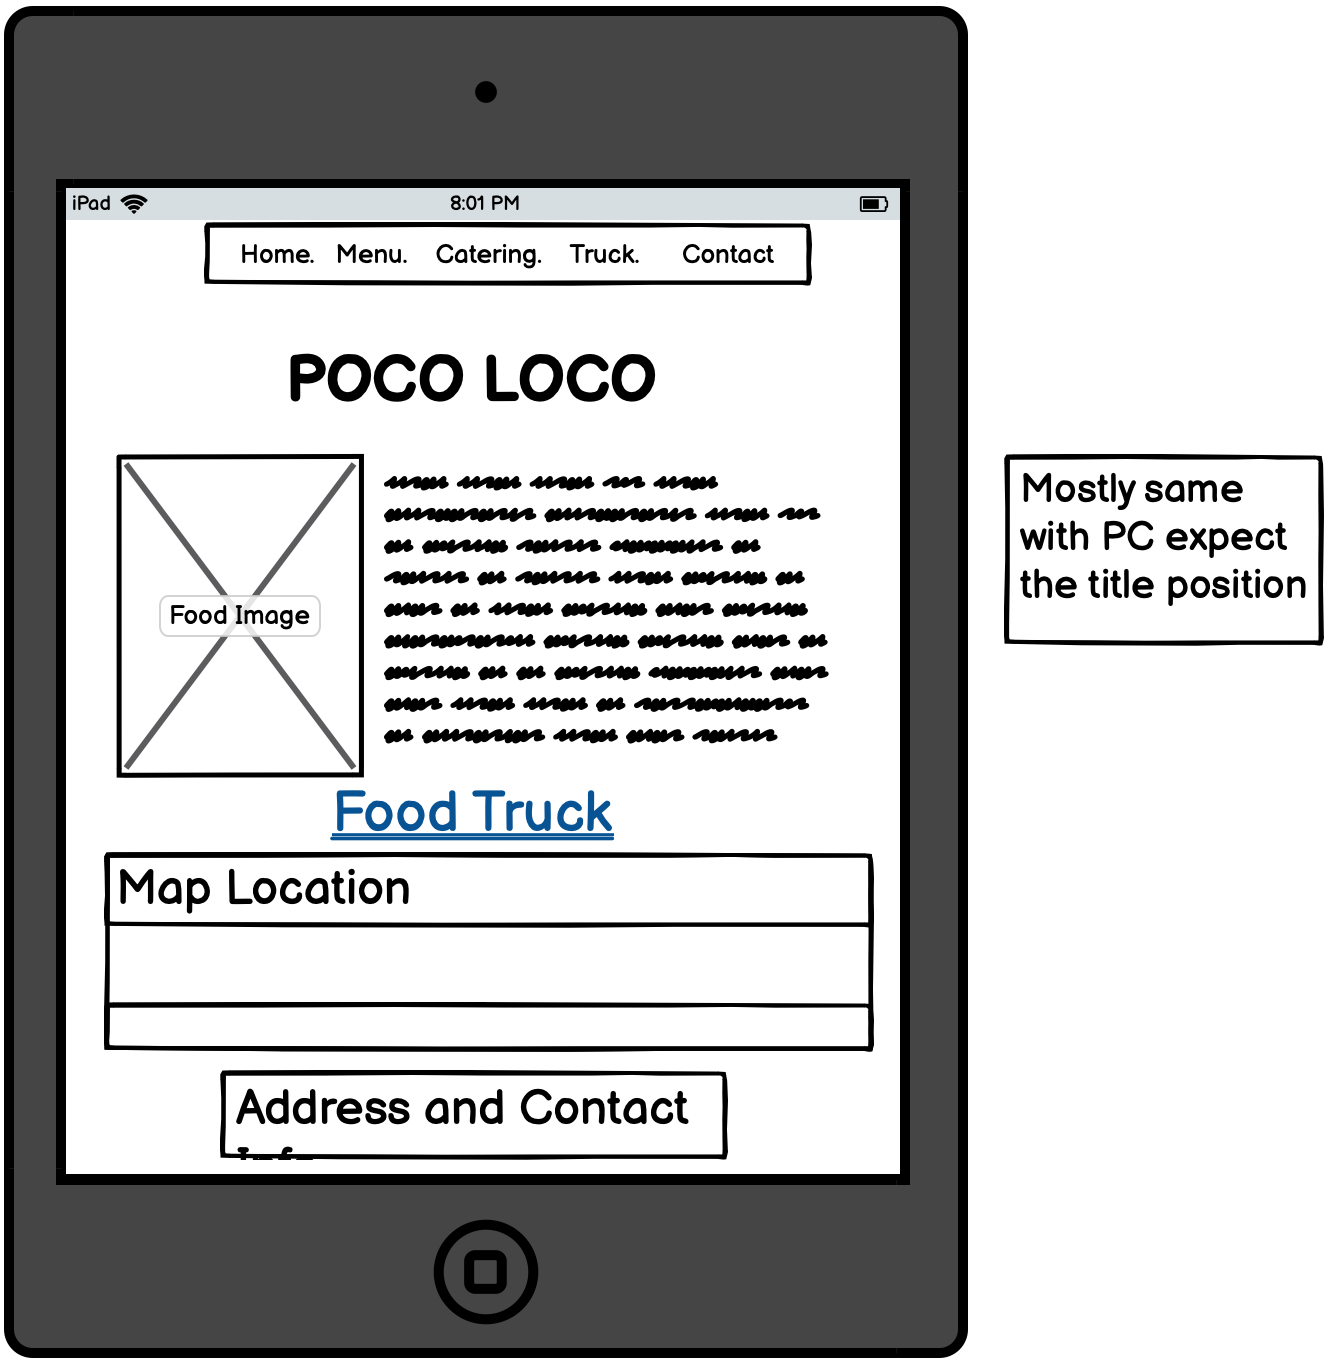 iPad 8:01 PM
Home. Menu. Catering. Truck. Contact
POCO LOCO
Food Image
Food Truck
Map Location
Address and Contact
Info
Mostly same
with PC expect
the title position